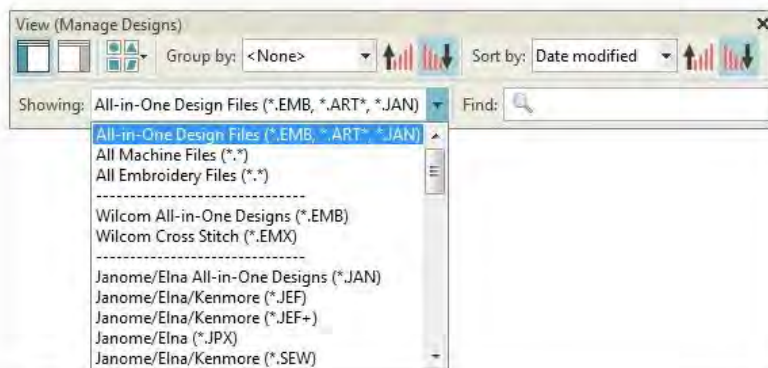 View (Manage Designs)
Group by: <None> Sort by: Date modified
Showing: All-in-One Design Files (*.EMB, *.ART*, *.JAN) Find:
All-in-One Design Files (*.EMB, *.ART*, *.JAN)
All Machine Files (*.*)
All Embroidery Files (*.*)
------------------------------
Wilcom All-in-One Designs (*.EMB)
Wilcom Cross Stitch (*.EMX)
------------------------------
Janome/Elna All-in-One Designs (*.JAN)
Janome/Elna/Kenmore (*.JEF)
Janome/Elna/Kenmore (*.JEF+)
Janome/Elna (*.JPX)
Janome/Elna/Kenmore (*.SEW)